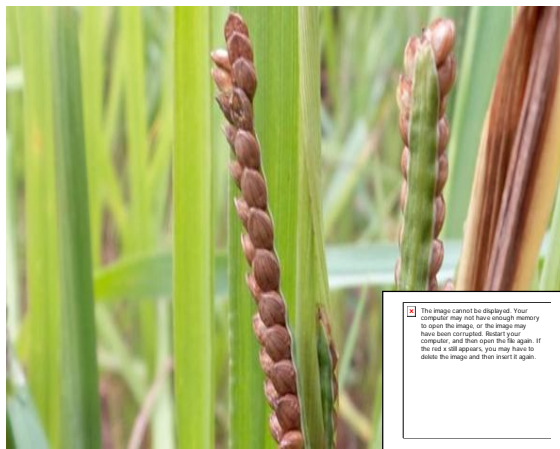 The image cannot be displayed. Your
computer may not have enough memory
to open the image, or the image may
have been corrupted. Restart your
computer, and then open the file again. If
the red x still appears, you may have to
delete the image and then insert it again.